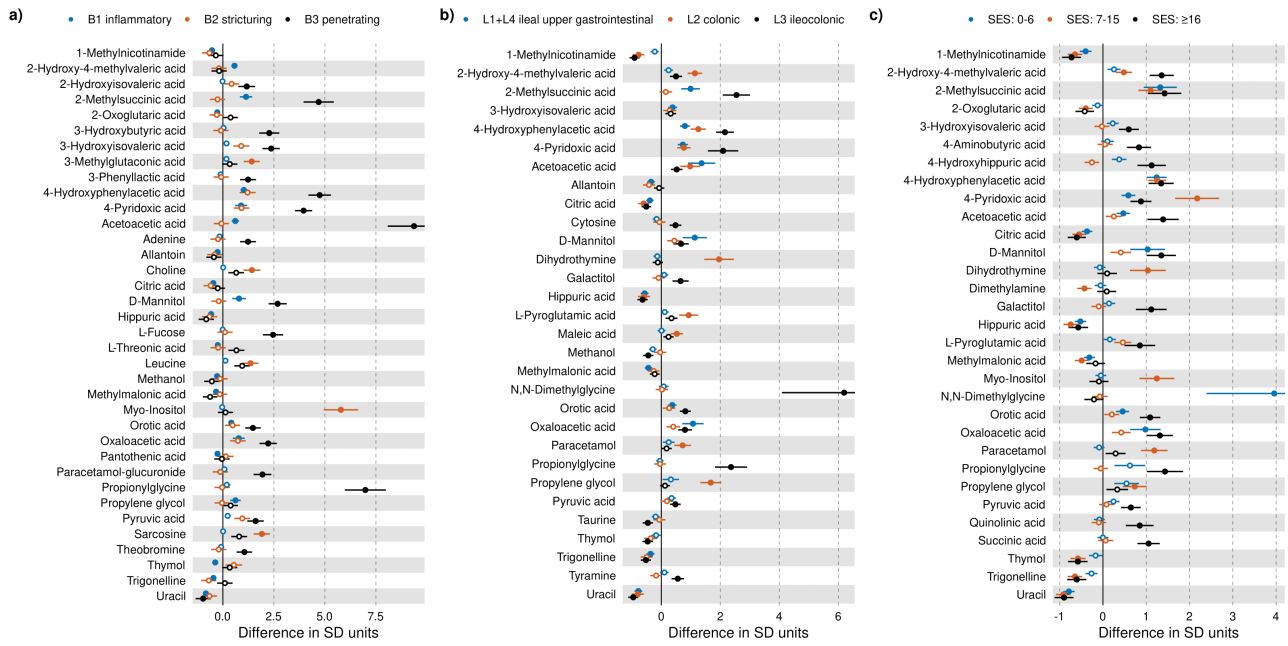 a)
B1 inflammatory B2 stricturing B3 penetrating
1-Methylnicotinamide
2-Hydroxy-4-methylvaleric acid
2-Hydroxyisovaleric acid
2-Methylsuccinic acid
2-Oxoglutaric acid
3-Hydroxybutyric acid
3-Hydroxyisovaleric acid
3-Methylglutaconic acid
3-Phenyllactic acid
4-Hydroxyphenylacetic acid
4-Pyridoxic acid
Acetoacetic acid
Adenine
Allantoin
Choline
Citric acid
D-Mannitol
Hippuric acid
L-Fucose
L-Threonic acid
Leucine
Methanol
Methylmalonic acid
Myo-Inositol
Orotic acid
Oxaloacetic acid
Pantothenic acid
Paracetamol-glucuronide
Propionylglycine
Propylene glycol
Pyruvic acid
Sarcosine
Theobromine
Thymol
Trigonelline
Uracil
0.0 2.5 5.0 7.5
Difference in SD units
b)
L1+L4 ileal upper gastrointestinal L2 colonic L3 ileocolonic
1-Methylnicotinamide
2-Hydroxy-4-methylvaleric acid
2-Methylsuccinic acid
3-Hydroxyisovaleric acid
4-Hydroxyphenylacetic acid
4-Pyridoxic acid
Acetoacetic acid
Allantoin
Citric acid
Cytosine
D-Mannitol
Dihydrothymine
Galactitol
Hippuric acid
L-Pyroglutamic acid
Maleic acid
Methanol
Methylmalonic acid
N,N-Dimethylglycine
Orotic acid
Oxaloacetic acid
Paracetamol
Propionylglycine
Propylene glycol
Pyruvic acid
Taurine
Thymol
Trigonelline
Tyramine
Uracil
0 2 4 6
Difference in SD units
c)
SES: 0-6 SES: 7-15 SES: ≥16
1-Methylnicotinamide
2-Hydroxy-4-methylvaleric acid
2-Methylsuccinic acid
2-Oxoglutaric acid
3-Hydroxyisovaleric acid
4-Aminobutyric acid
4-Hydroxyhippuric acid
4-Hydroxyphenylacetic acid
4-Pyridoxic acid
Acetoacetic acid
Citric acid
D-Mannitol
Dihydrothymine
Dimethylamine
Galactitol
Hippuric acid
L-Pyroglutamic acid
Methylmalonic acid
Myo-Inositol
N,N-Dimethylglycine
Orotic acid
Oxaloacetic acid
Paracetamol
Propionylglycine
Propylene glycol
Pyruvic acid
Quinolinic acid
Succinic acid
Thymol
Trigonelline
Uracil
-1 0 1 2 3 4
Difference in SD units